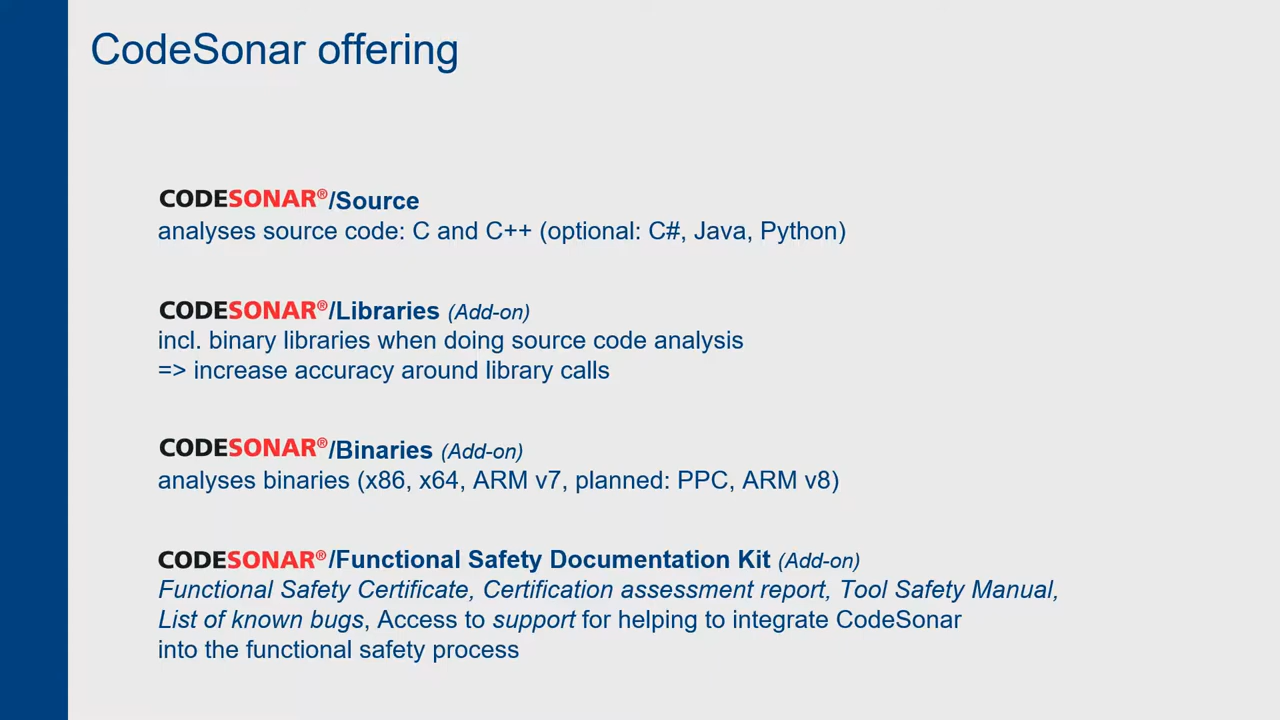 CodeSonar offering
CODESONAR®/Source
analyses source code: C and C++ (optional: C#, Java, Python)
CODESONAR®/Libraries (Add-on)
incl. binary libraries when doing source code analysis
=> increase accuracy around library calls
CODESONAR®/Binaries (Add-on)
analyses binaries (x86, x64, ARM v7, planned: PPC, ARM v8)
CODESONAR®/Functional Safety Documentation Kit (Add-on)
Functional Safety Certificate, Certification assessment report, Tool Safety Manual,
List of known bugs, Access to support for helping to integrate CodeSonar
into the functional safety process